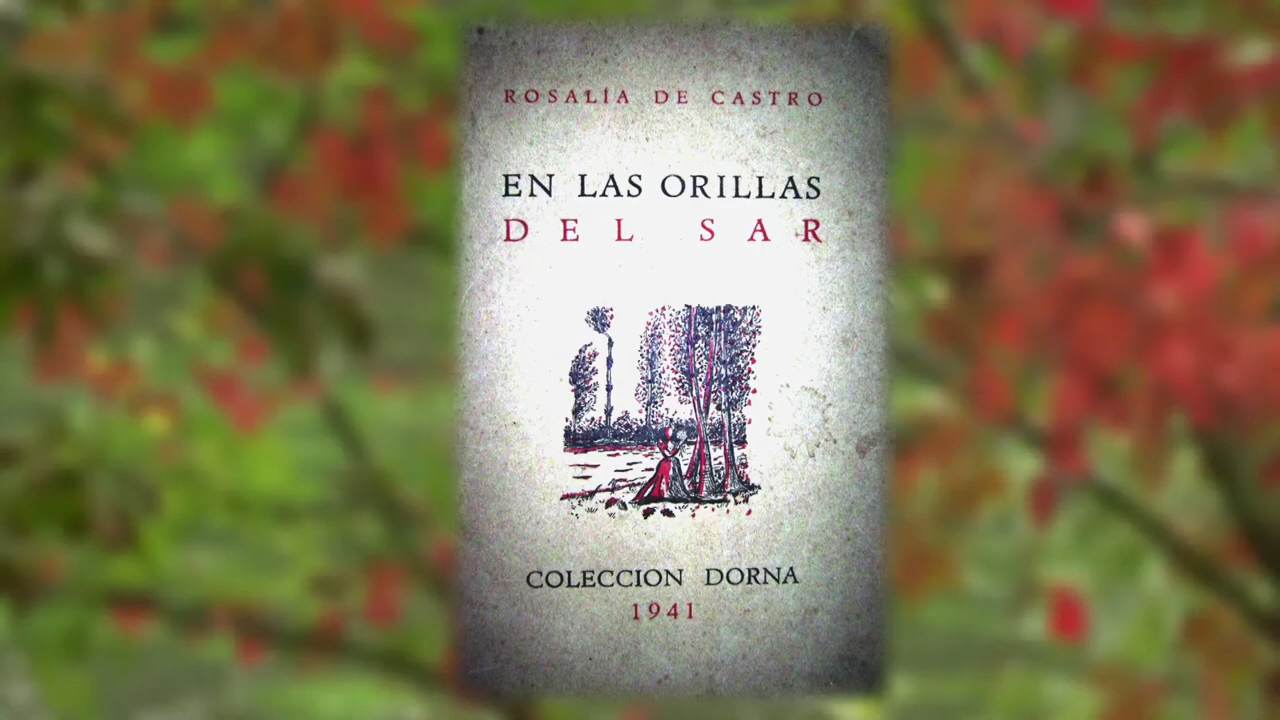 ROSALÍA DE CASTRO
EN LAS ORILLAS
DEL SAR
COLECCION DORNA
1941